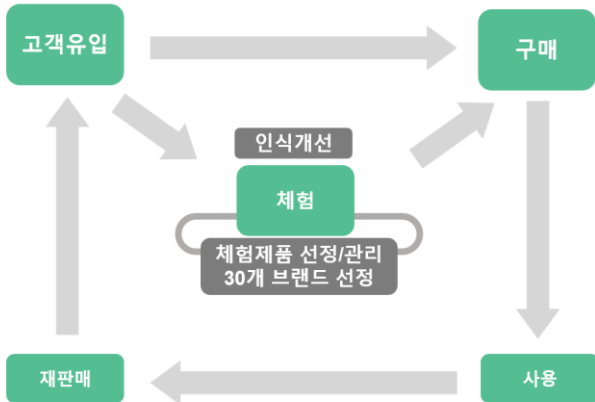 고객유입
구매
인식개선
체험
체험제품 선정/관리
30개 브랜드 선정
재판매
사용